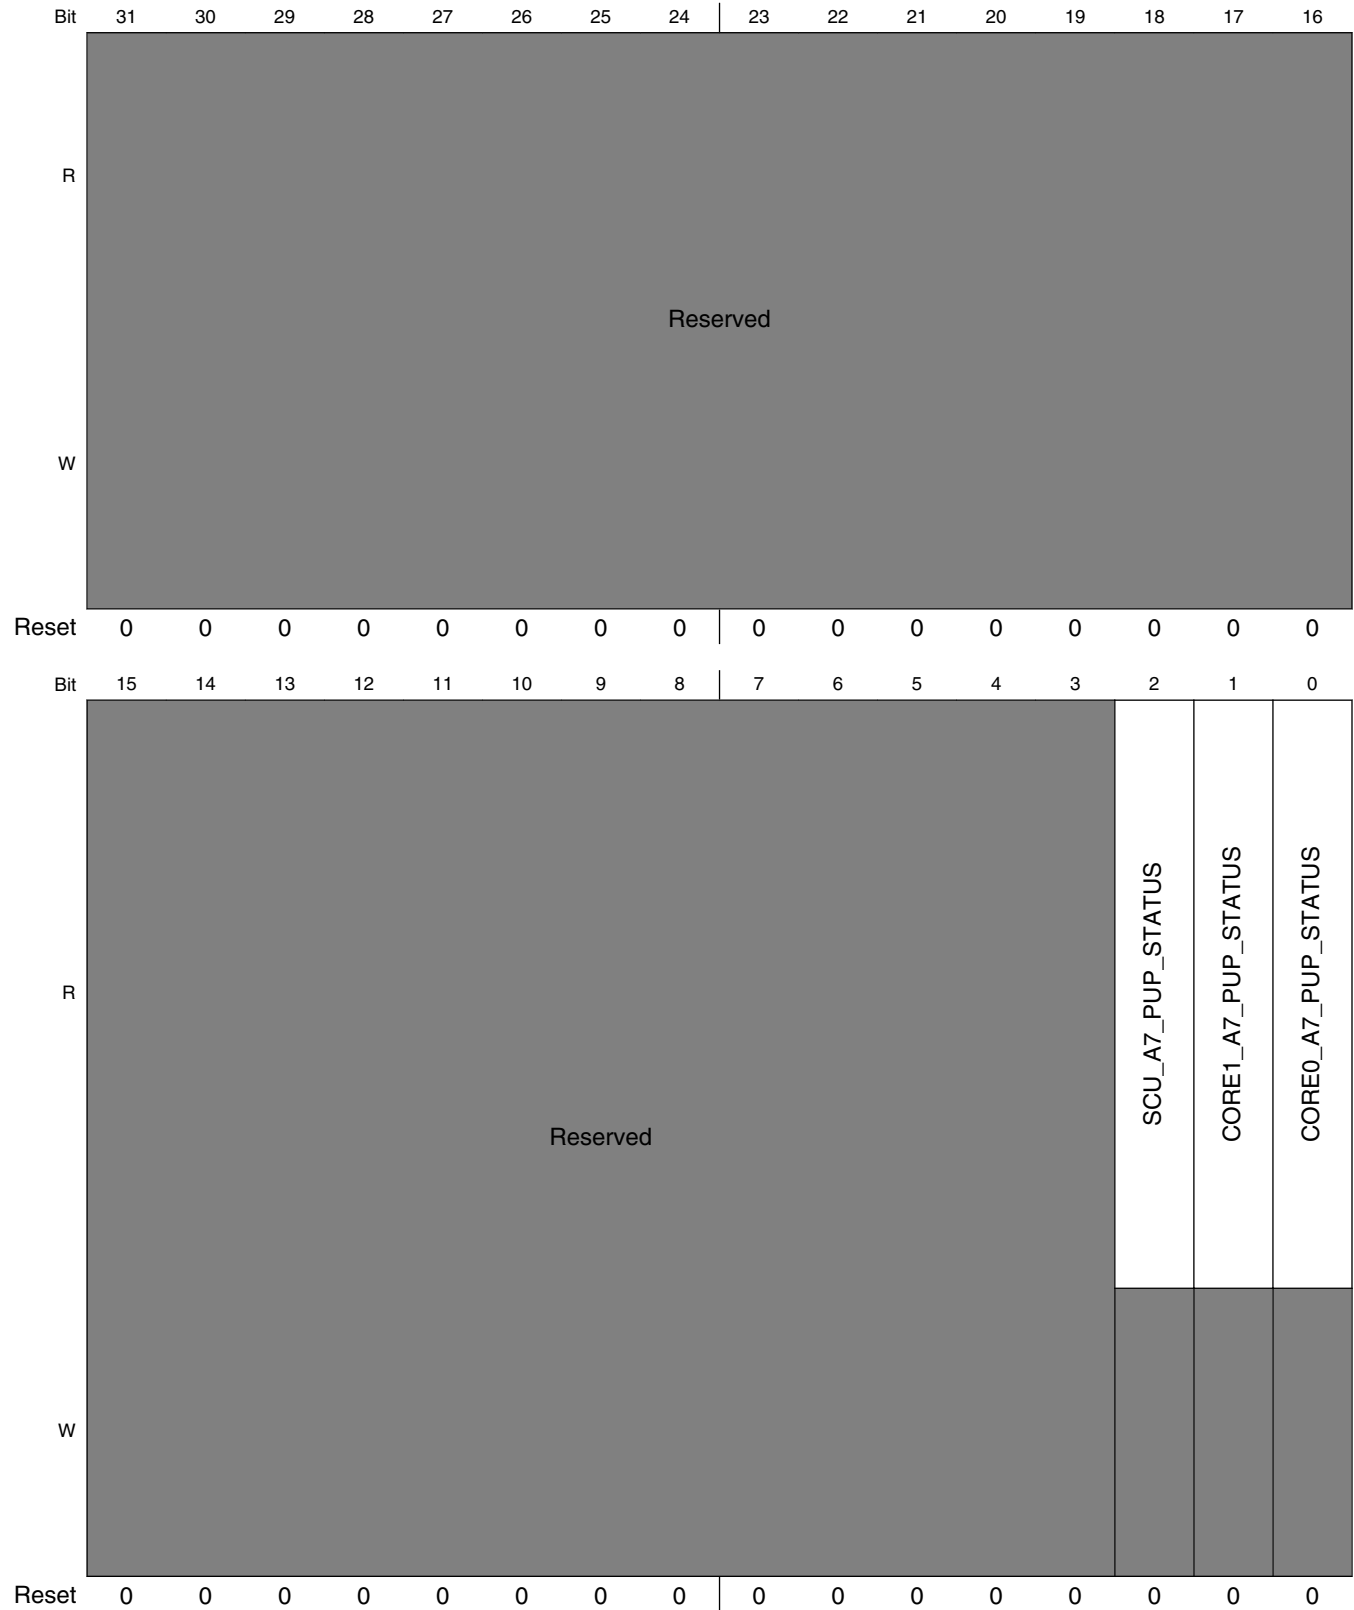 Bit 31 30 29 28 27 26 25 24 23 22 21 20 19 18 17 16
R
Reserved
W
Reset 0 0 0 0 0 0 0 0 0 0 0 0 0 0 0 0
Bit 15 14 13 12 11 10 9 8 7 6 5 4 3 2 1 0
R
Reserved
SCU_A7_PUP_STATUS
CORE1_A7_PUP_STATUS
CORE0_A7_PUP_STATUS
W
Reset 0 0 0 0 0 0 0 0 0 0 0 0 0 0 0 0